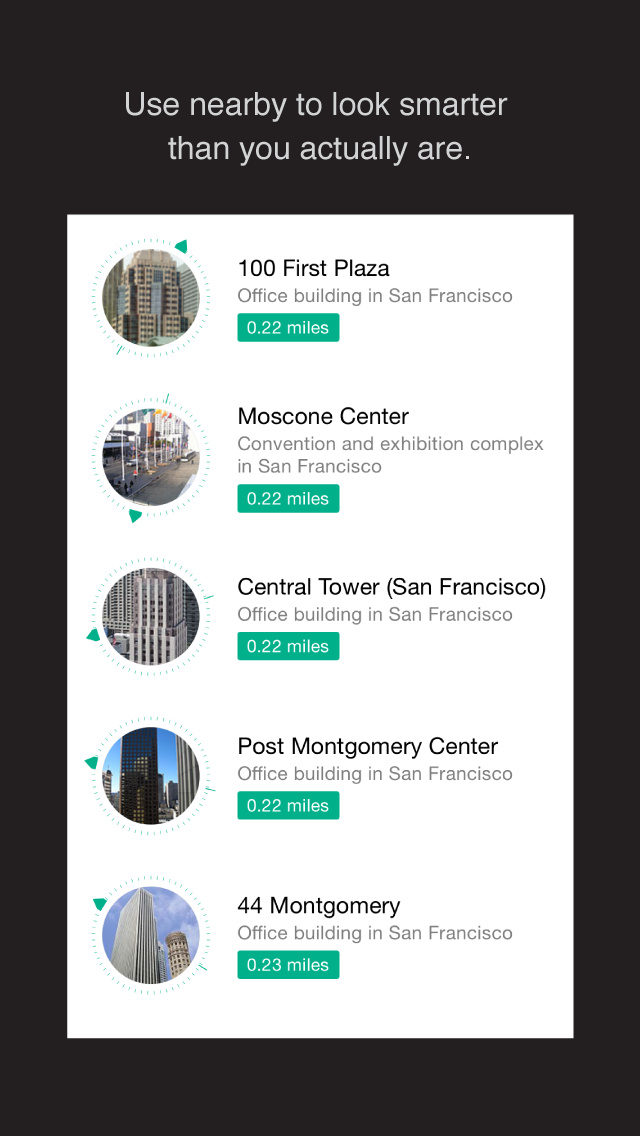 Use nearby to look smarter
than you actually are.
100 First Plaza
Office building in San Francisco
0.22 miles
Moscone Center
Convention and exhibition complex
in San Francisco
0.22 miles
Central Tower (San Francisco)
Office building in San Francisco
0.22 miles
Post Montgomery Center
Office building in San Francisco
0.22 miles
44 Montgomery
Office building in San Francisco
0.23 miles